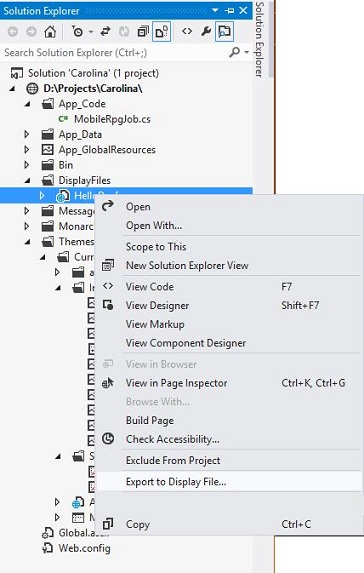 Solution Explorer
Search Solution Explorer (Ctrl+;)
Solution Explorer
Solution 'Carolina' (1 project)
D:\Projects\Carolina\
App_Code
MobileRpgJob.cs
App_Data
App_GlobalResources
Bin
DisplayFiles
Message
Monarc
Themes
Curr
Open
Open With...
Scope to This
New Solution Explorer View
View Code F7
View Designer Shift+F7
View Markup
View Component Designer
View in Browser
View in Page Inspector Ctrl+K, Ctrl+G
Browse With...
Build Page
Check Accessibility...
Exclude From Project
Export to Display File...
Copy Ctrl+C
Web.config